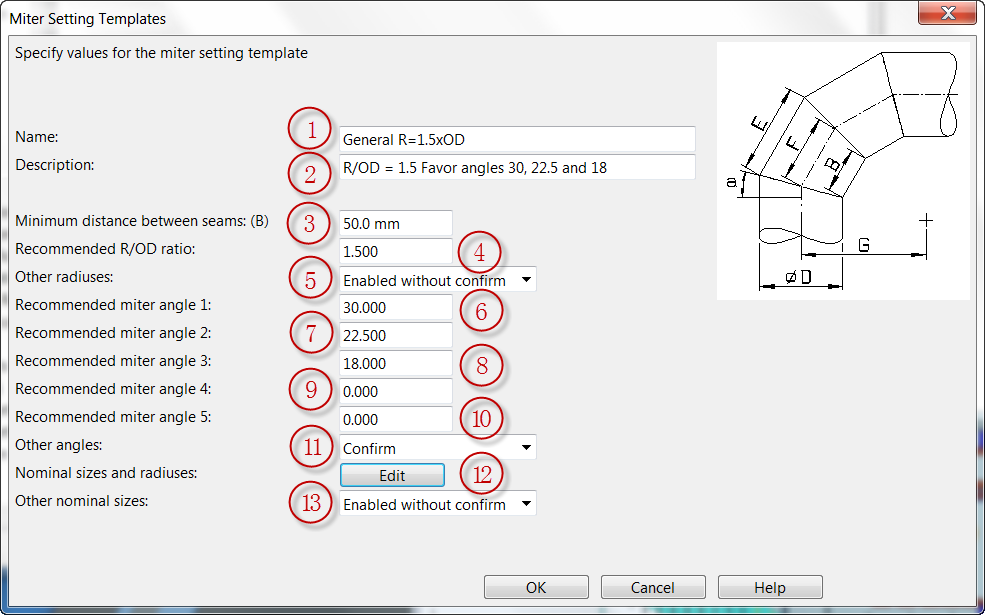 Miter Setting Templates
Specify values for the miter setting template
Name: 1 General R=1.5xOD
Description: 2 R/OD = 1.5 Favor angles 30, 22.5 and 18
Minimum distance between seams: (B) 3 50.0 mm
Recommended R/OD ratio: 1.500 4
Other radiuses: 5 Enabled without confirm
Recommended miter angle 1: 30.000 6
Recommended miter angle 2: 7 22.500
Recommended miter angle 3: 18.000 8
Recommended miter angle 4: 9 0.000
Recommended miter angle 5: 0.000 10
Other angles: 11 Confirm
Nominal sizes and radiuses: Edit 12
Other nominal sizes: 13 Enabled without confirm
E
F
B
a
G
øD
OK Cancel Help